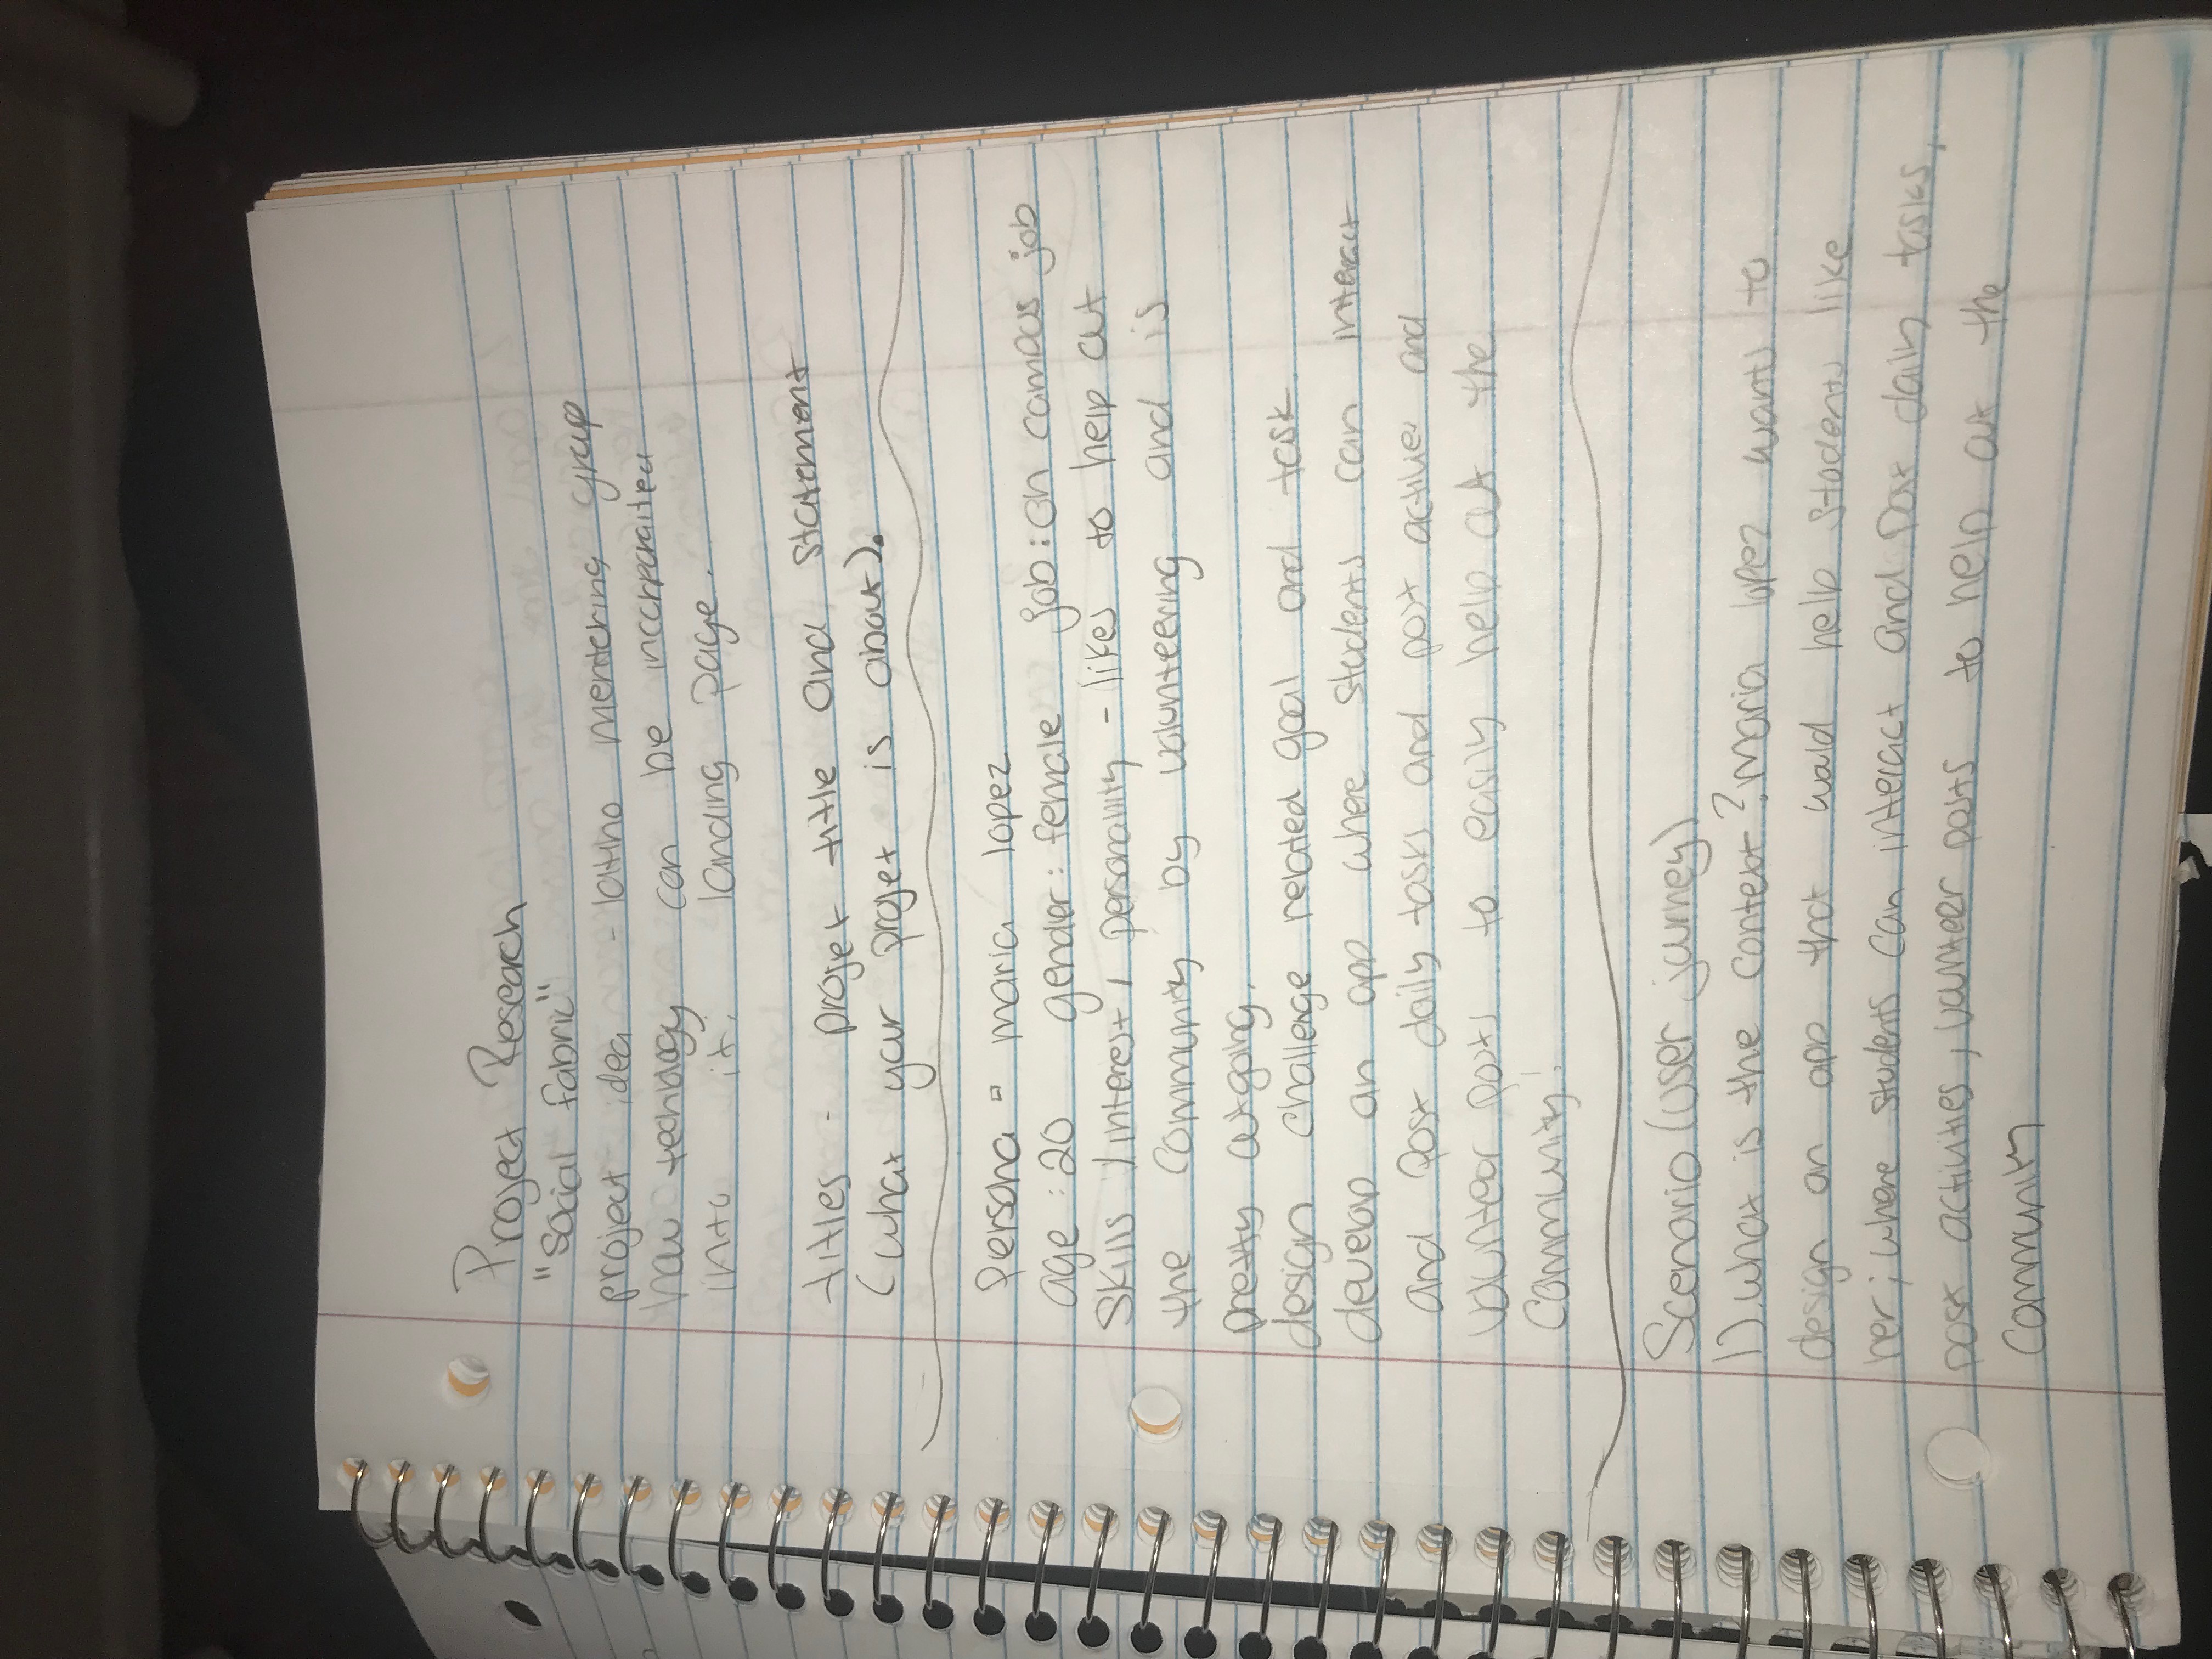 Project Research
"Social fabric"
project idea - latino mentoring group
how technology can be incorporaited
into it; landing page.
titles - projet title and statement
(what your projet is about).
Persona = maria lopez
age : 20 gender : female job : on campus job
Skills / interest / personality - likes to help out
the community by volunteering and is
pretty outgoing.
design challenge related goal and task
develop an app where students can interact
and post daily tasks and post activies and
volunteer posts to easily help out the
Community!
Scenario (user journey)
1). what is the context? maria lopez wants to
design an app that would help students like
her; where students can interact and post daily tasks,
post activities, volunteer posts to help out the
Community